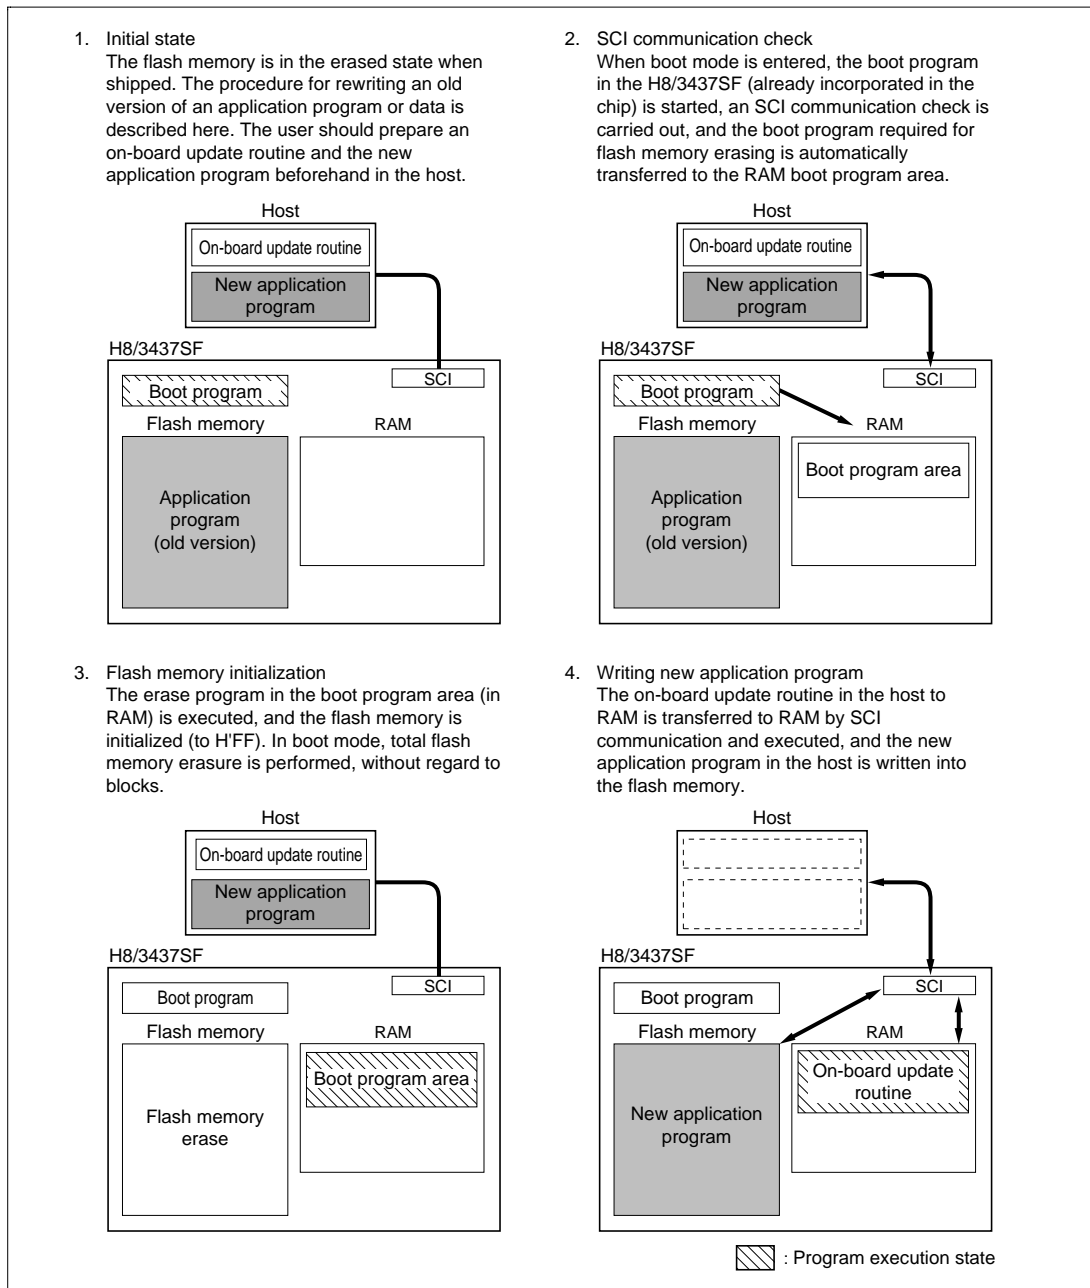 1. Initial state
The flash memory is in the erased state when
shipped. The procedure for rewriting an old
version of an application program or data is
described here. The user should prepare an
on-board update routine and the new
application program beforehand in the host.
Host
On-board update routine
New application
program
H8/3437SF
SCI
Boot program
Flash memory
RAM
Application
program
(old version)
2. SCI communication check
When boot mode is entered, the boot program
in the H8/3437SF (already incorporated in the
chip) is started, an SCI communication check is
carried out, and the boot program required for
flash memory erasing is automatically
transferred to the RAM boot program area.
Host
On-board update routine
New application
program
H8/3437SF
SCI
Boot program
Flash memory
RAM
Boot program area
Application
program
(old version)
3. Flash memory initialization
The erase program in the boot program area (in
RAM) is executed, and the flash memory is
initialized (to H'FF). In boot mode, total flash
memory erasure is performed, without regard to
blocks.
Host
On-board update routine
New application
program
H8/3437SF
SCI
Boot program
Flash memory
RAM
Boot program area
Flash memory
erase
4. Writing new application program
The on-board update routine in the host to
RAM is transferred to RAM by SCI
communication and executed, and the new
application program in the host is written into
the flash memory.
Host
H8/3437SF
SCI
Boot program
Flash memory
RAM
On-board update
routine
New application
program
: Program execution state